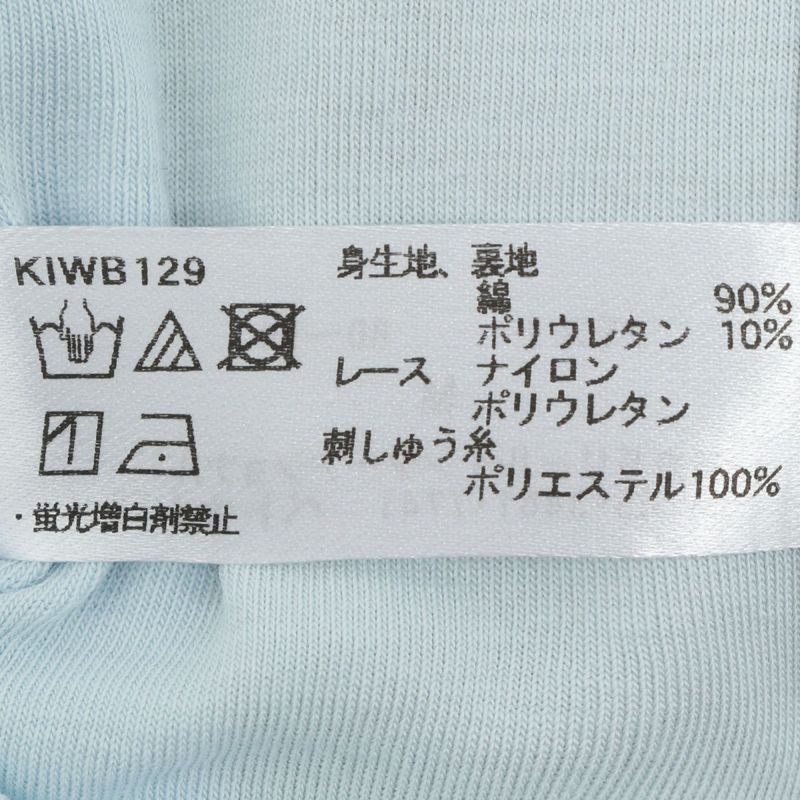 KIWB129
身生地、裏地
綿 90%
ポリウレタン 10%
レース ナイロン
ポリウレタン
刺しゅう糸
ポリエステル100%
・蛍光増白剤禁止